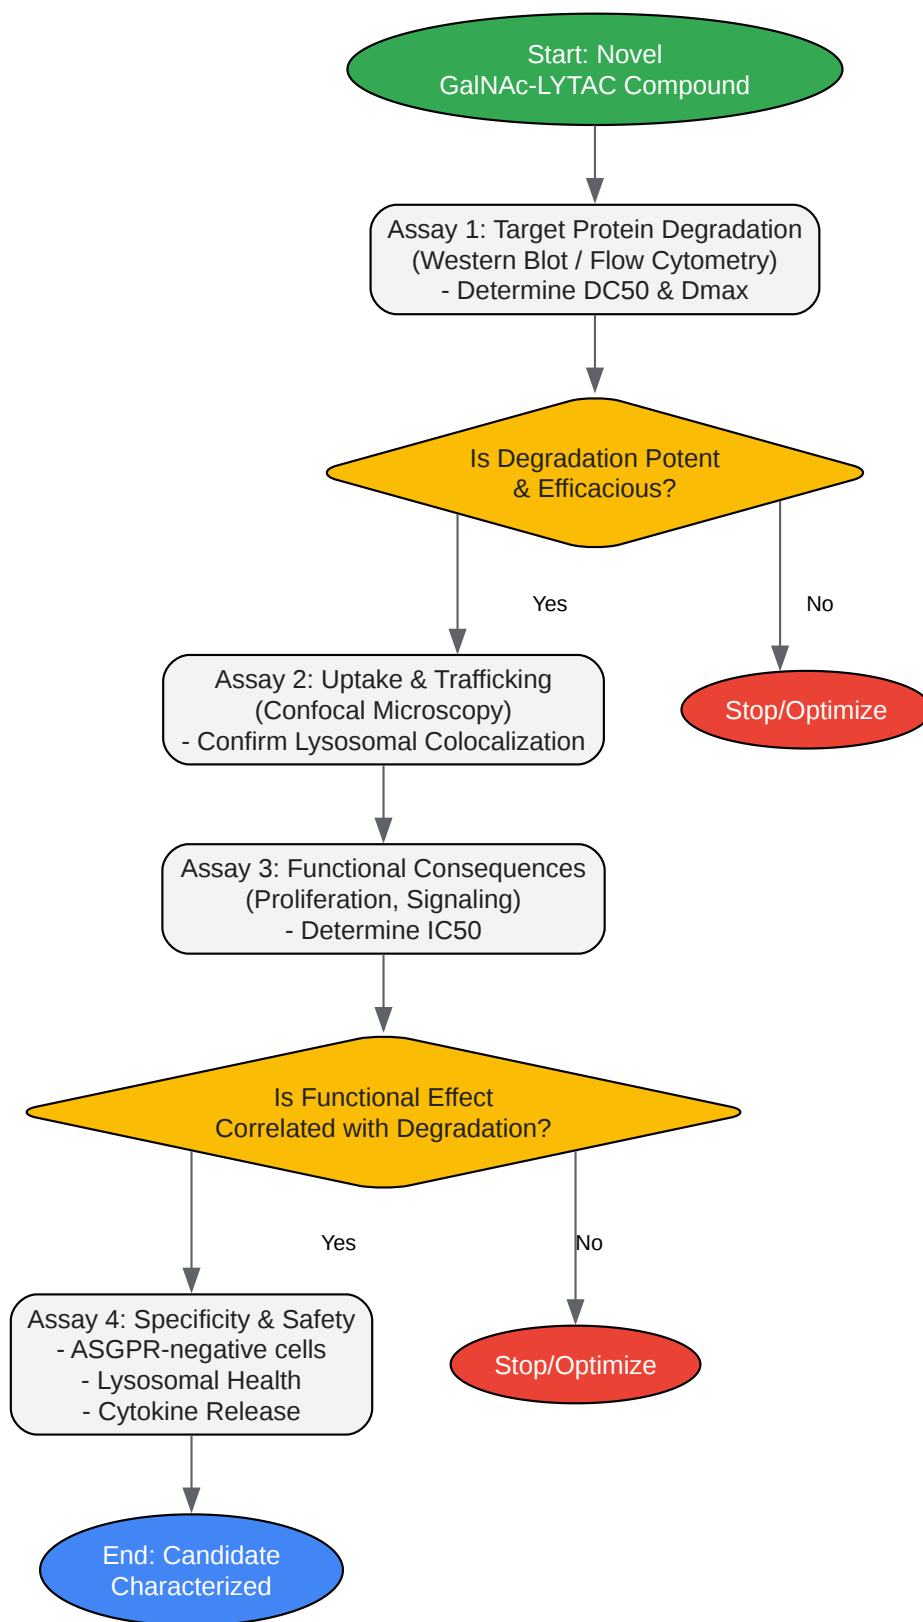 Start: Novel
GalNAc-LYTAC Compound
Assay 1: Target Protein Degradation
(Western Blot / Flow Cytometry)
- Determine DC50 & Dmax
Is Degradation Potent
& Efficacious?
Yes
No
Assay 2: Uptake & Trafficking
(Confocal Microscopy)
- Confirm Lysosomal Colocalization
Stop/Optimize
Assay 3: Functional Consequences
(Proliferation, Signaling)
- Determine IC50
Is Functional Effect
Correlated with Degradation?
Yes
No
Assay 4: Specificity & Safety
- ASGPR-negative cells
- Lysosomal Health
- Cytokine Release
Stop/Optimize
End: Candidate
Characterized